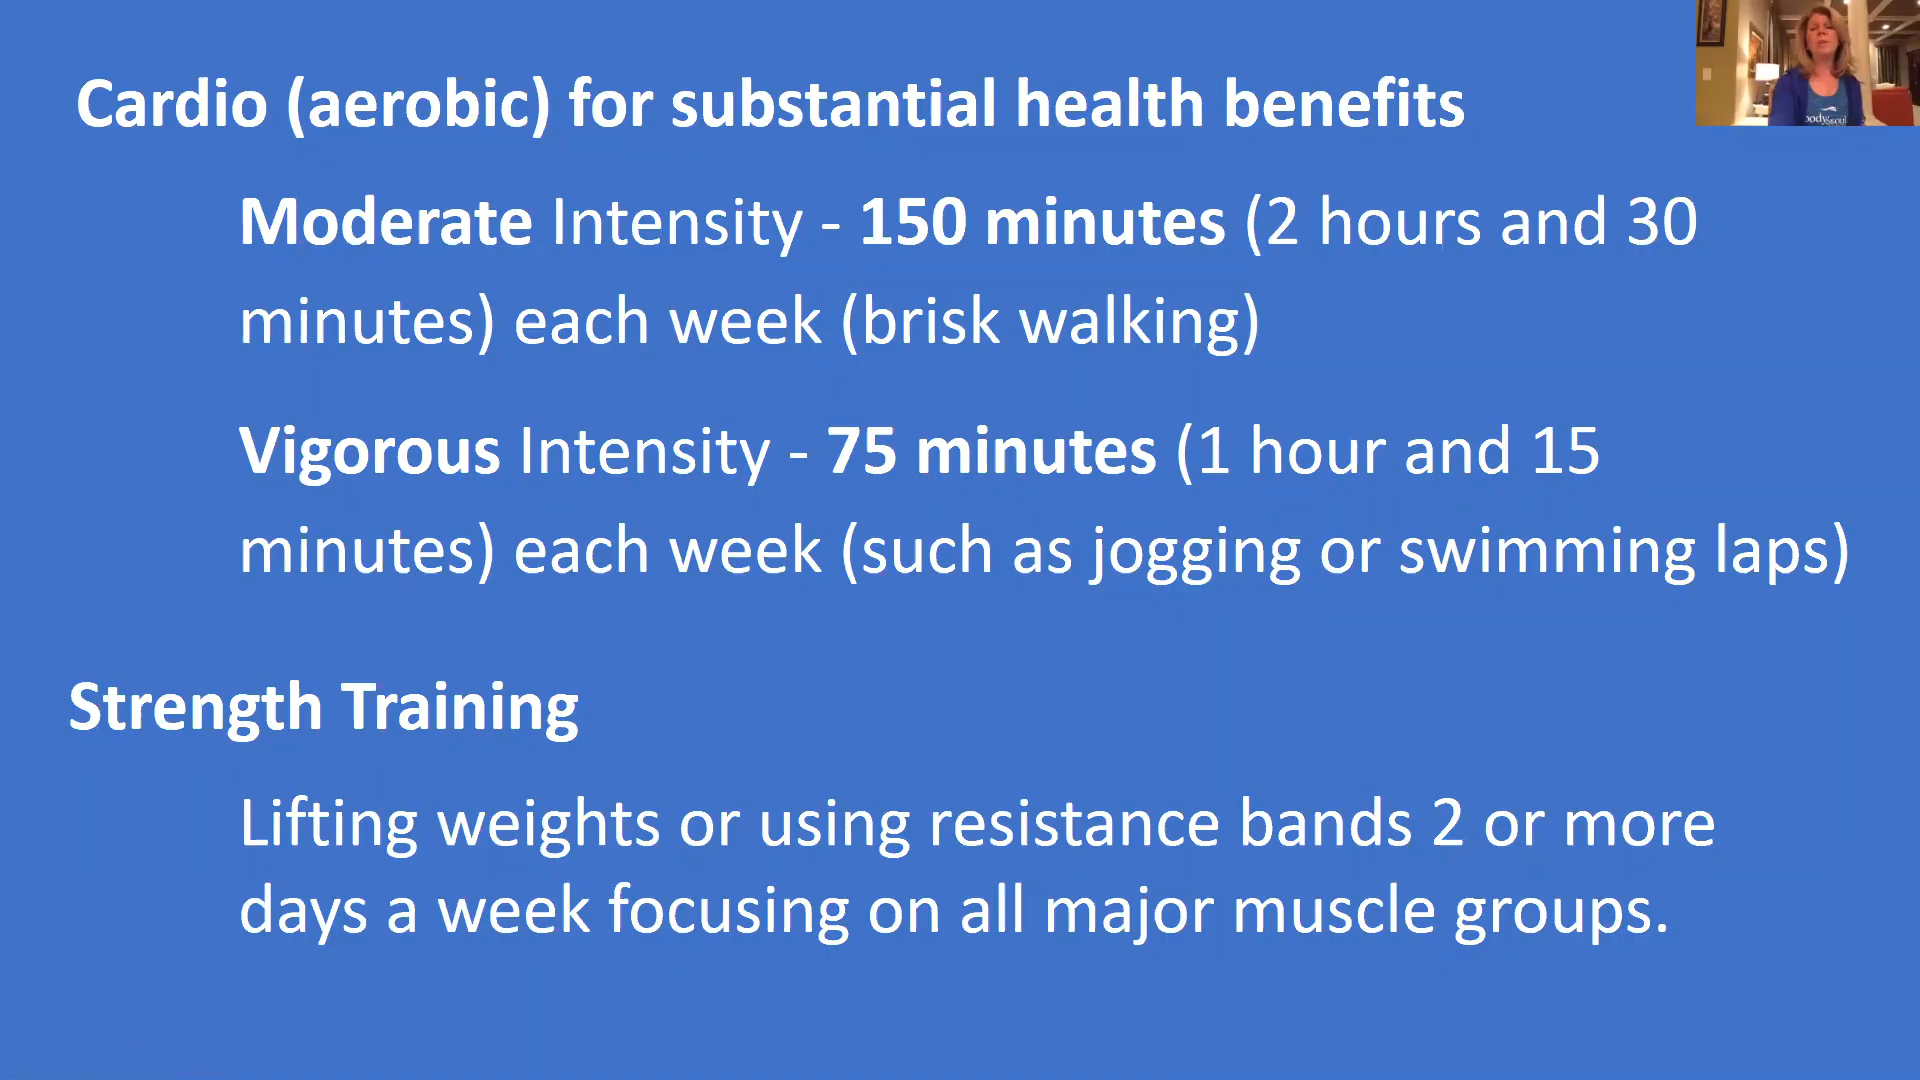 Cardio (aerobic) for substantial health benefits
Moderate Intensity - 150 minutes (2 hours and 30
minutes) each week (brisk walking)
Vigorous Intensity - 75 minutes (1 hour and 15
minutes) each week (such as jogging or swimming laps)
Strength Training
Lifting weights or using resistance bands 2 or more
days a week focusing on all major muscle groups.
body&soul